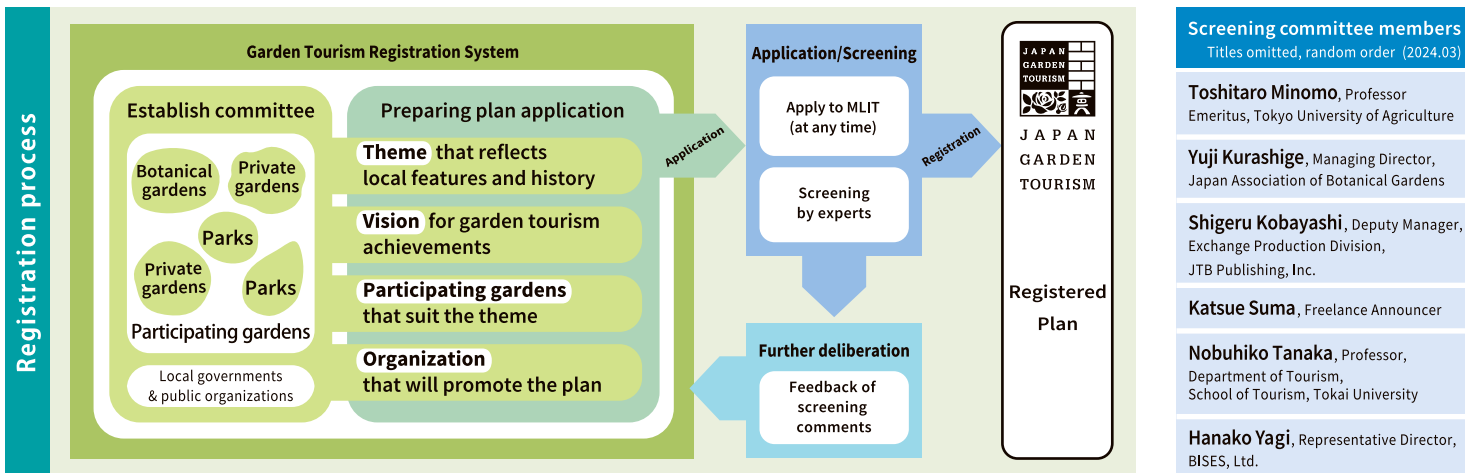 Registration process
Garden Tourism Registration System
Establish committee
Botanical
gardens
Private
gardens
Parks
Private
gardens
Parks
Participating gardens
Local governments
& public organizations
Preparing plan application
Theme that reflects
local features and history
Vision for garden tourism
achievements
Participating gardens
that suit the theme
Organization
that will promote the plan
Application
Application/Screening
Apply to MLIT
(at any time)
Screening
by experts
Further deliberation
Feedback of
screening
comments
Registration
JAPAN
GARDEN
TOURISM
JAPAN
GARDEN
TOURISM
Registered
Plan
Screening committee members
Titles omitted, random order (2024.03)
Toshitaro Minomo, Professor
Emeritus, Tokyo University of Agriculture
Yuji Kurashige, Managing Director,
Japan Association of Botanical Gardens
Shigeru Kobayashi, Deputy Manager,
Exchange Production Division,
JTB Publishing, Inc.
Katsue Suma, Freelance Announcer
Nobuhiko Tanaka, Professor,
Department of Tourism,
School of Tourism, Tokai University
Hanako Yagi, Representative Director,
BISES, Ltd.